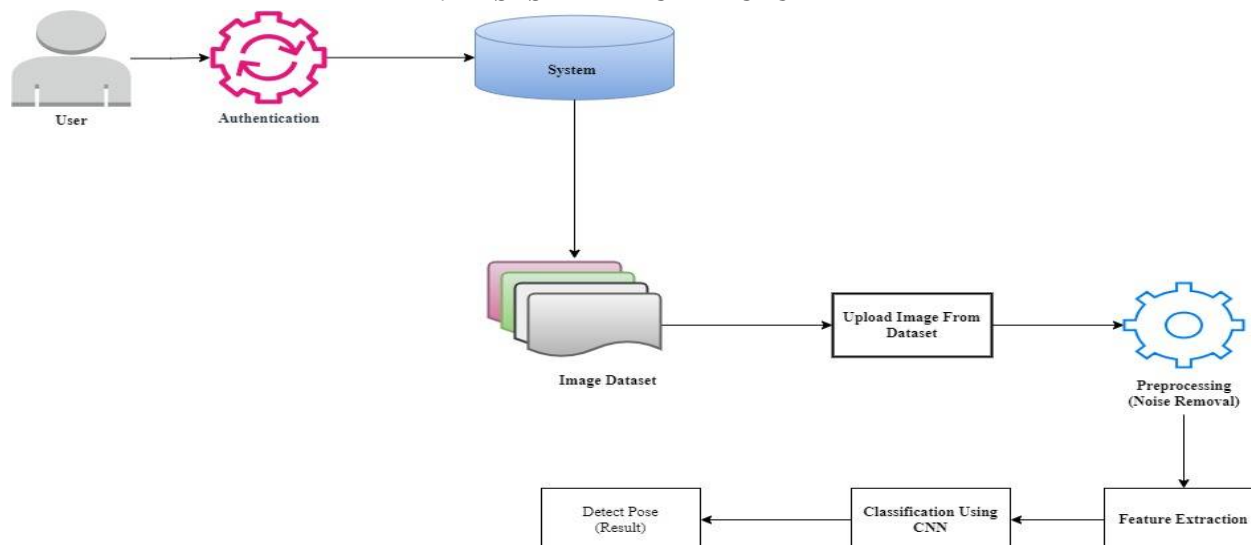 System
User
Authentication
Upload Image From
Dataset
Image Dataset
Preprocessing
(Noise Removal)
Detect Pose
(Result)
Classification Using
CNN
Feature Extraction